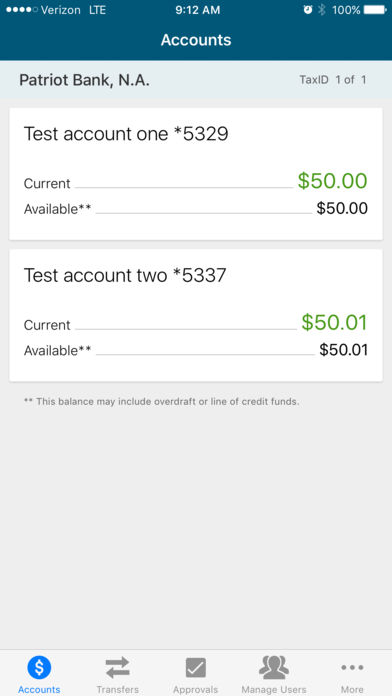 Verizon LTE 9:12 AM 100%
Accounts
Patriot Bank, N.A. TaxID 1 of 1
Test account one *5329
Current $50.00
Available** $50.00
Test account two *5337
Current $50.01
Available** $50.01
** This balance may include overdraft or line of credit funds.
Accounts Transfers Approvals Manage Users More